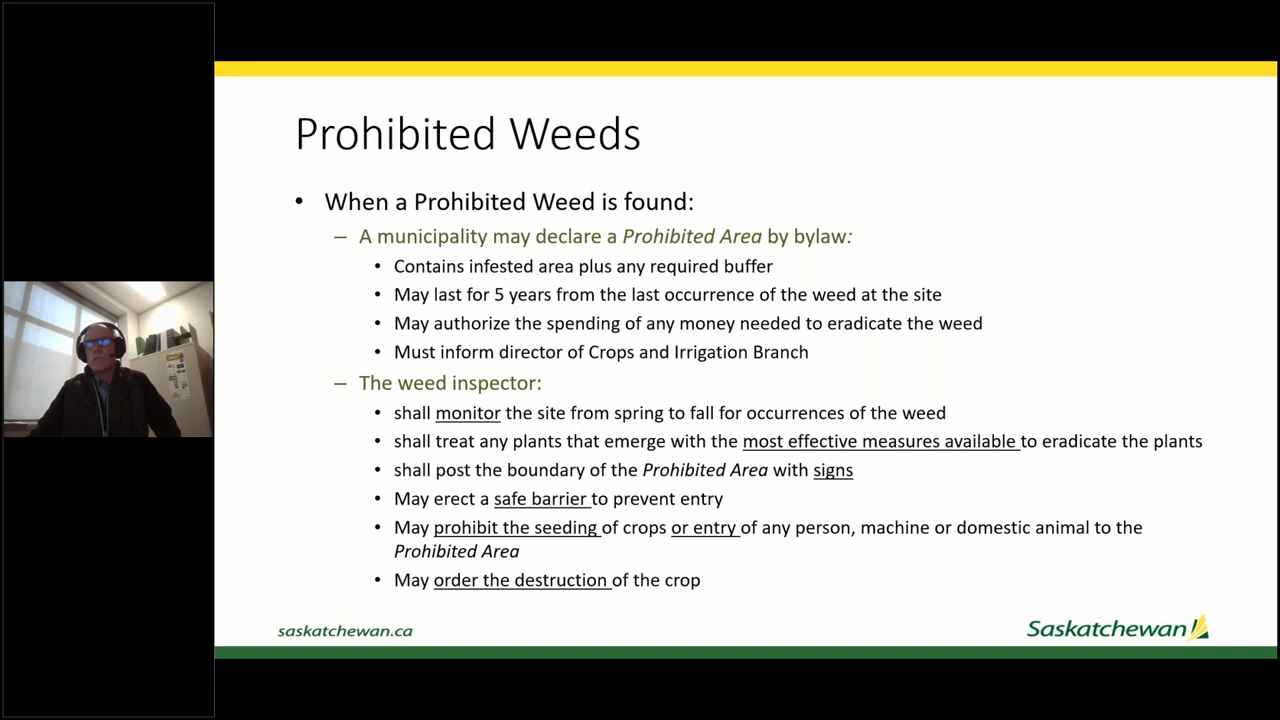 Prohibited Weeds
• When a Prohibited Weed is found:
– A municipality may declare a Prohibited Area by bylaw:
• Contains infested area plus any required buffer
• May last for 5 years from the last occurrence of the weed at the site
• May authorize the spending of any money needed to eradicate the weed
• Must inform director of Crops and Irrigation Branch
– The weed inspector:
• shall monitor the site from spring to fall for occurrences of the weed
• shall treat any plants that emerge with the most effective measures available to eradicate the plants
• shall post the boundary of the Prohibited Area with signs
• May erect a safe barrier to prevent entry
• May prohibit the seeding of crops or entry of any person, machine or domestic animal to the
Prohibited Area
• May order the destruction of the crop
saskatchewan.ca
Saskatchewan